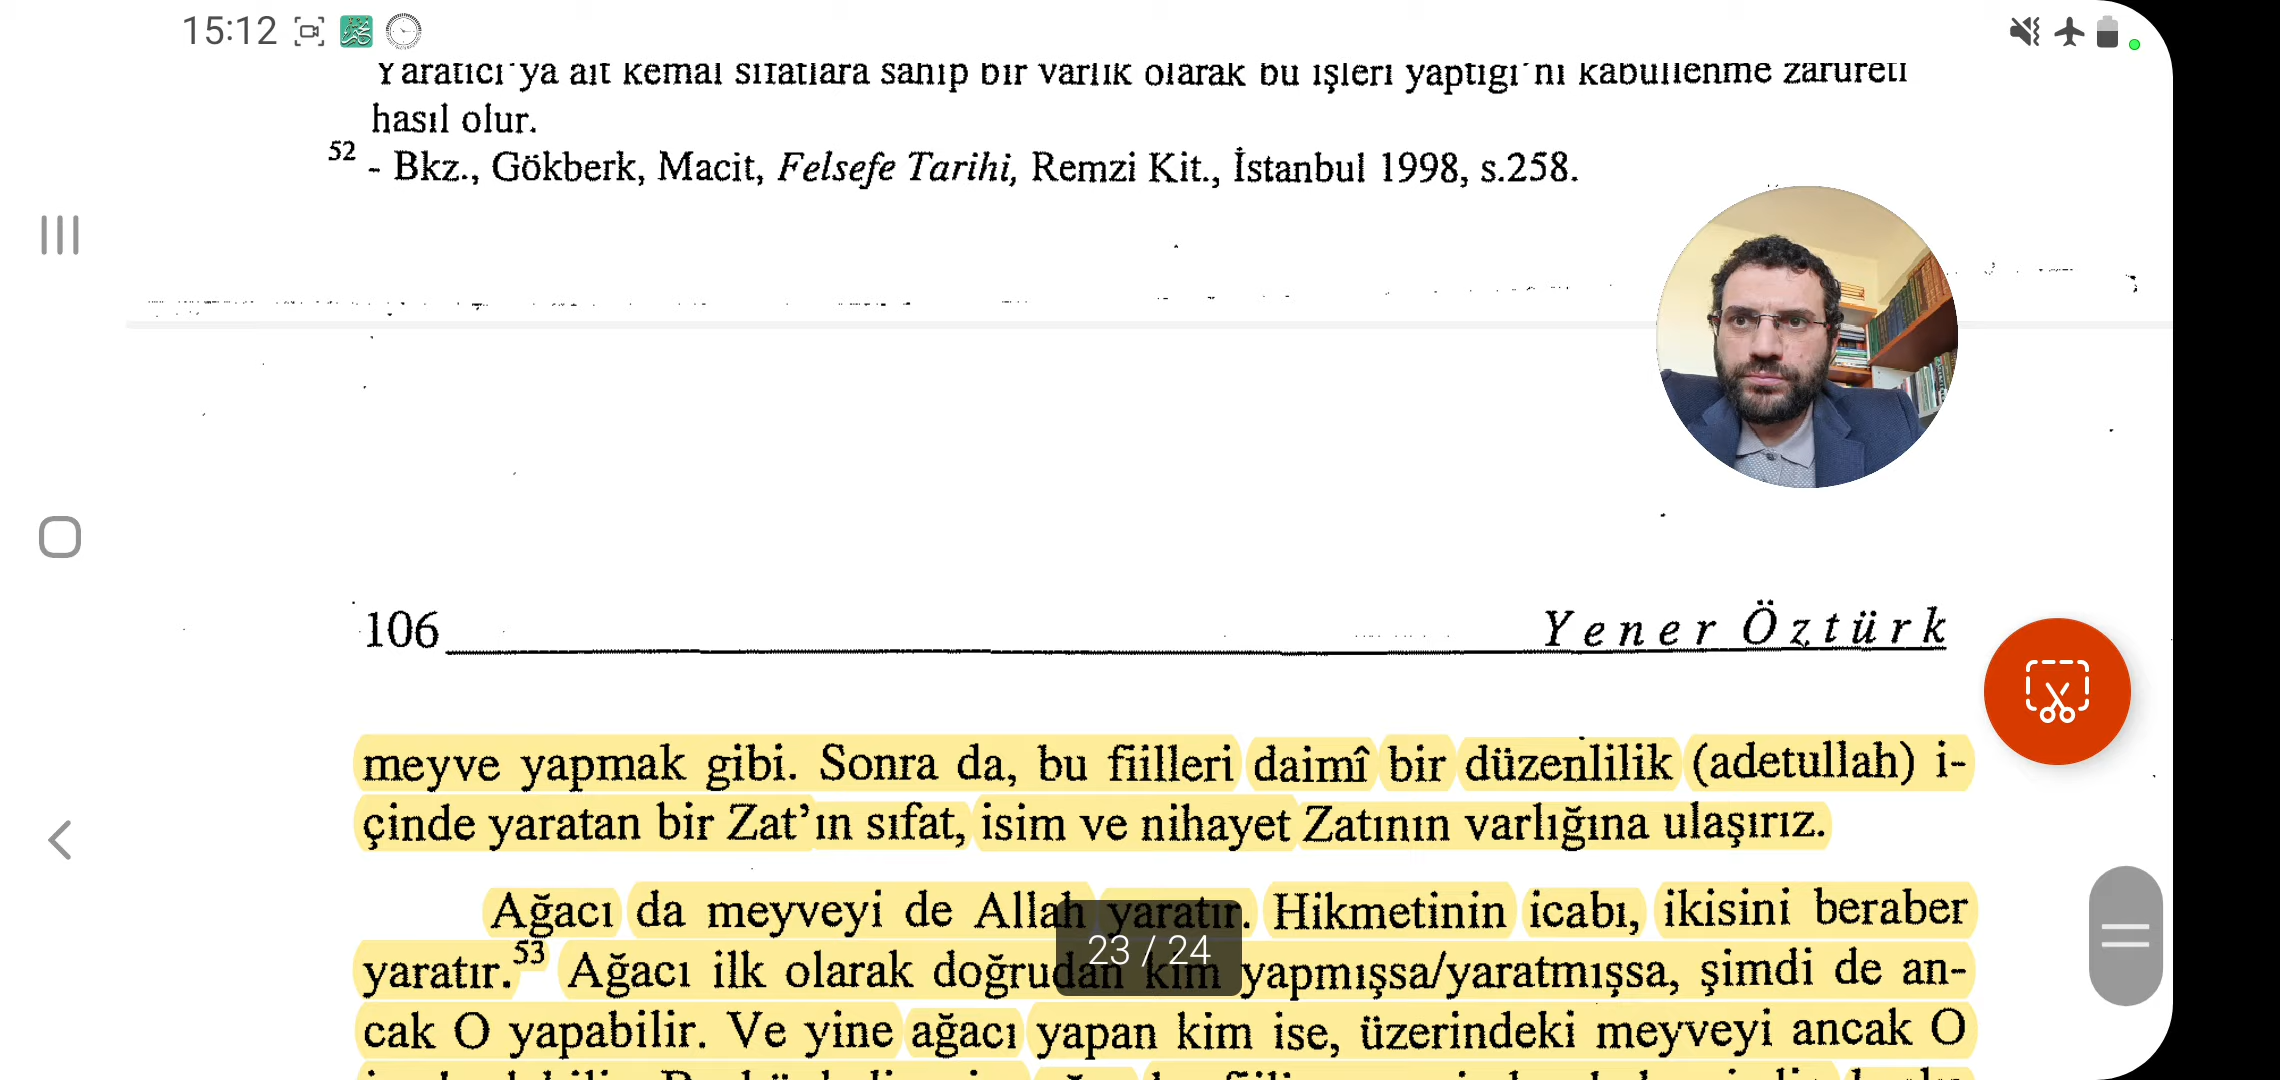 15:12
Yaratıcı'ya ait kemal sıfatlara sahip bir varlık olarak bu işleri yaptığı'nı kabullenme zarureti
hasıl olur.
52 - Bkz., Gökberk, Macit, Felsefe Tarihi, Remzi Kit., İstanbul 1998, s.258.
106 Yener Öztürk
meyve yapmak gibi. Sonra da, bu fiilleri daimî bir düzenlilik (adetullah) i-
çinde yaratan bir Zat'ın sıfat, isim ve nihayet Zatının varlığına ulaşırız.
Ağacı da meyveyi de Allah yaratır. Hikmetinin icabı, ikisini beraber
yaratır.53 Ağacı ilk olarak doğrudan kim yapmışsa/yaratmışsa, şimdi de an-
23 / 24
cak O yapabilir. Ve yine ağacı yapan kim ise, üzerindeki meyveyi ancak O